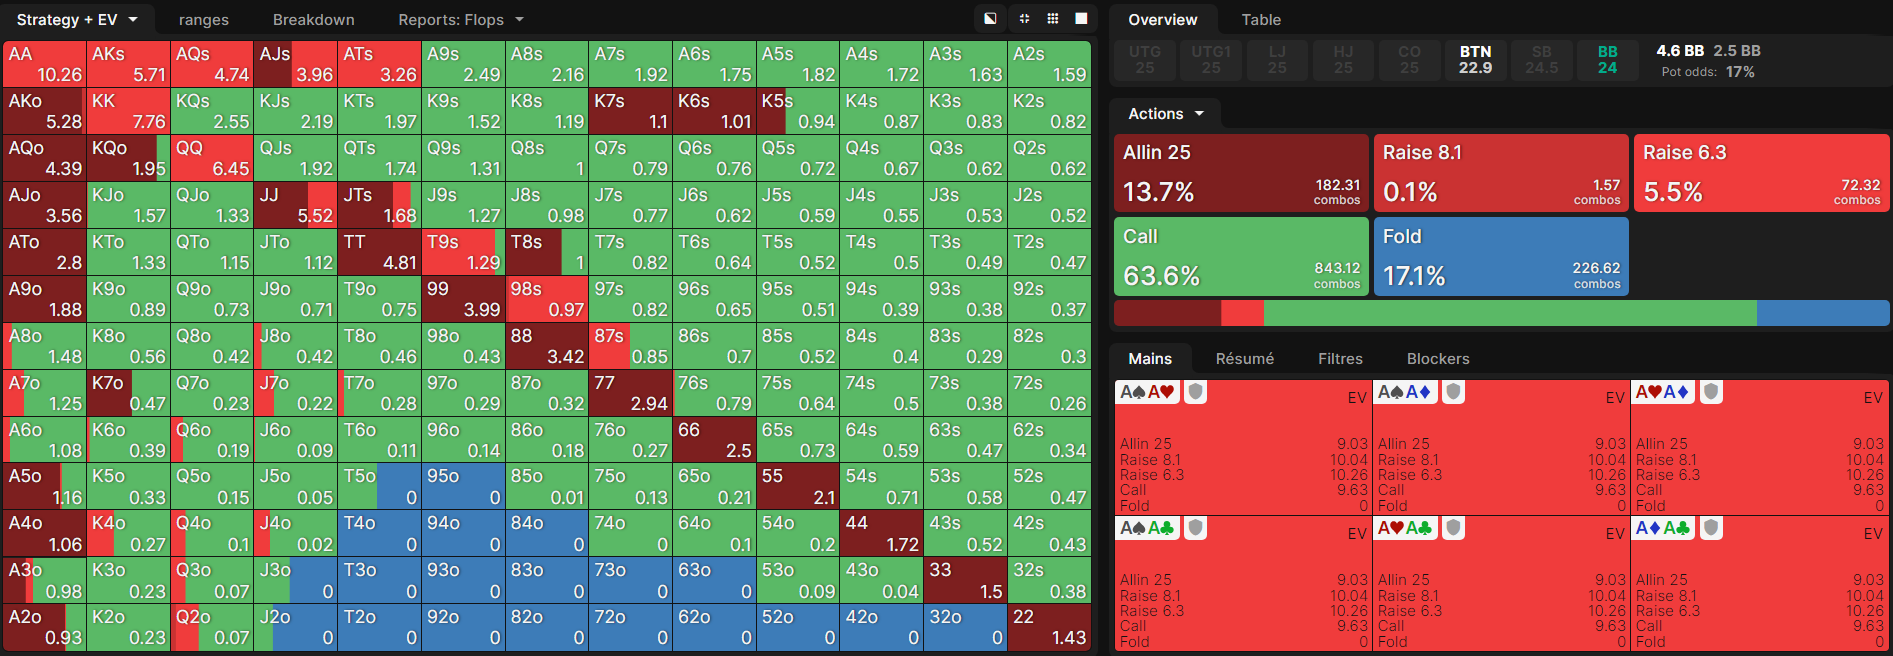 Strategy + EV ranges Breakdown Reports: Flops
AA AKs AQs AJs ATs A9s A8s A7s A6s A5s A4s A3s A2s
10.26 5.71 4.74 3.96 3.26 2.49 2.16 1.92 1.75 1.82 1.72 1.63 1.59
AKo KK KQs KJs KTs K9s K8s K7s K6s K5s K4s K3s K2s
5.28 7.76 2.55 2.19 1.97 1.52 1.19 1.1 1.01 0.94 0.87 0.83 0.82
AQo KQo QQ QJs QTs Q9s Q8s Q7s Q6s Q5s Q4s Q3s Q2s
4.39 1.95 6.45 1.92 1.74 1.31 1 0.79 0.76 0.72 0.67 0.62 0.62
AJo KJo QJo JJ JTs J9s J8s J7s J6s J5s J4s J3s J2s
3.56 1.57 1.33 5.52 1.68 1.27 0.98 0.77 0.62 0.59 0.55 0.53 0.52
ATo KTo QTo JTo TT T9s T8s T7s T6s T5s T4s T3s T2s
2.8 1.33 1.15 1.12 4.81 1.29 1 0.82 0.64 0.52 0.5 0.49 0.47
A9o K9o Q9o J9o T9o 99 98s 97s 96s 95s 94s 93s 92s
1.88 0.89 0.73 0.71 0.75 3.99 0.97 0.82 0.65 0.51 0.39 0.38 0.37
A8o K8o Q8o J8o T8o 98o 88 87s 86s 85s 84s 83s 82s
1.48 0.56 0.42 0.42 0.46 0.43 3.42 0.85 0.7 0.52 0.4 0.29 0.3
A7o K7o Q7o J7o T7o 97o 87o 77 76s 75s 74s 73s 72s
1.25 0.47 0.23 0.22 0.28 0.29 0.32 2.94 0.79 0.64 0.5 0.38 0.26
A6o K6o Q6o J6o T6o 96o 86o 76o 66 65s 64s 63s 62s
1.08 0.39 0.19 0.09 0.11 0.14 0.18 0.27 2.5 0.73 0.59 0.47 0.34
A5o K5o Q5o J5o T5o 95o 85o 75o 65o 55 54s 53s 52s
1.16 0.33 0.15 0.05 0 0 0.01 0.13 0.21 2.1 0.71 0.58 0.47
A4o K4o Q4o J4o T4o 94o 84o 74o 64o 54o 44 43s 42s
1.06 0.27 0.1 0.02 0 0 0 0 0.1 0.2 1.72 0.52 0.43
A3o K3o Q3o J3o T3o 93o 83o 73o 63o 53o 43o 33 32s
0.98 0.23 0.07 0 0 0 0 0 0 0.09 0.04 1.5 0.38
A2o K2o Q2o J2o T2o 92o 82o 72o 62o 52o 42o 32o 22
0.93 0.23 0.07 0 0 0 0 0 0 0 0 0 1.43
Overview Table
UTG UTG1 LJ HJ CO BTN SB BB 4.6 BB 2.5 BB
25 25 25 25 25 22.9 24.5 24 Pot odds: 17%
Actions
Allin 25 Raise 8.1 Raise 6.3
13.7% 182.31 combos 0.1% 1.57 combos 5.5% 72.32 combos
Call Fold
63.6% 843.12 combos 17.1% 226.62 combos
Mains Résumé Filtres Blockers
A♠A♥ EV A♠A♦ EV A♥A♦ EV
Allin 25 9.03 Allin 25 9.03 Allin 25 9.03
Raise 8.1 10.04 Raise 8.1 10.04 Raise 8.1 10.04
Raise 6.3 10.26 Raise 6.3 10.26 Raise 6.3 10.26
Call 9.63 Call 9.63 Call 9.63
Fold 0 Fold 0 Fold 0
A♠A♣ EV A♥A♣ EV A♦A♣ EV
Allin 25 9.03 Allin 25 9.03 Allin 25 9.03
Raise 8.1 10.04 Raise 8.1 10.04 Raise 8.1 10.04
Raise 6.3 10.26 Raise 6.3 10.26 Raise 6.3 10.26
Call 9.63 Call 9.63 Call 9.63
Fold 0 Fold 0 Fold 0